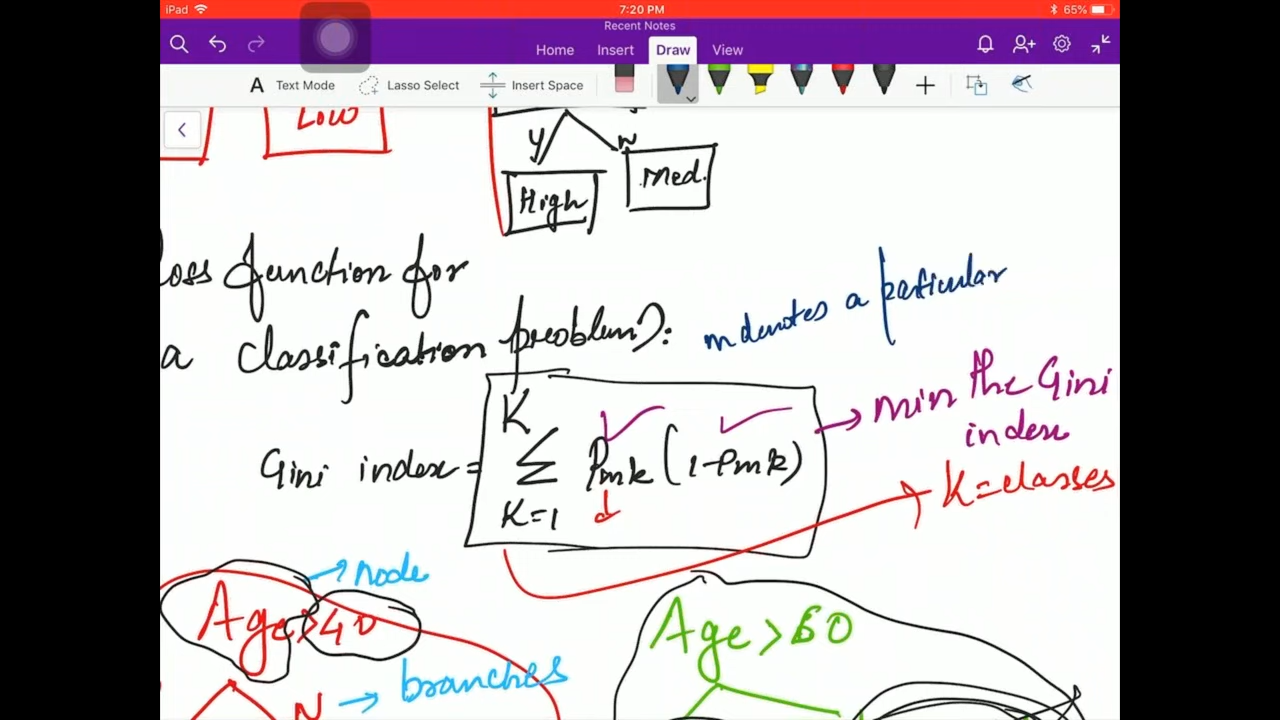 iPad 7:20 PM 65%
Recent Notes
Home Insert Draw View
A Text Mode Lasso Select Insert Space
Low
Y N
High Med.
loss function for
a classification problem):
m denotes a paticular
Gini index = K Σ K=1 Pmk (1-Pmk)
→ min the Gini
index
K=classes
→ node
Age>40
Age>60
N → branches